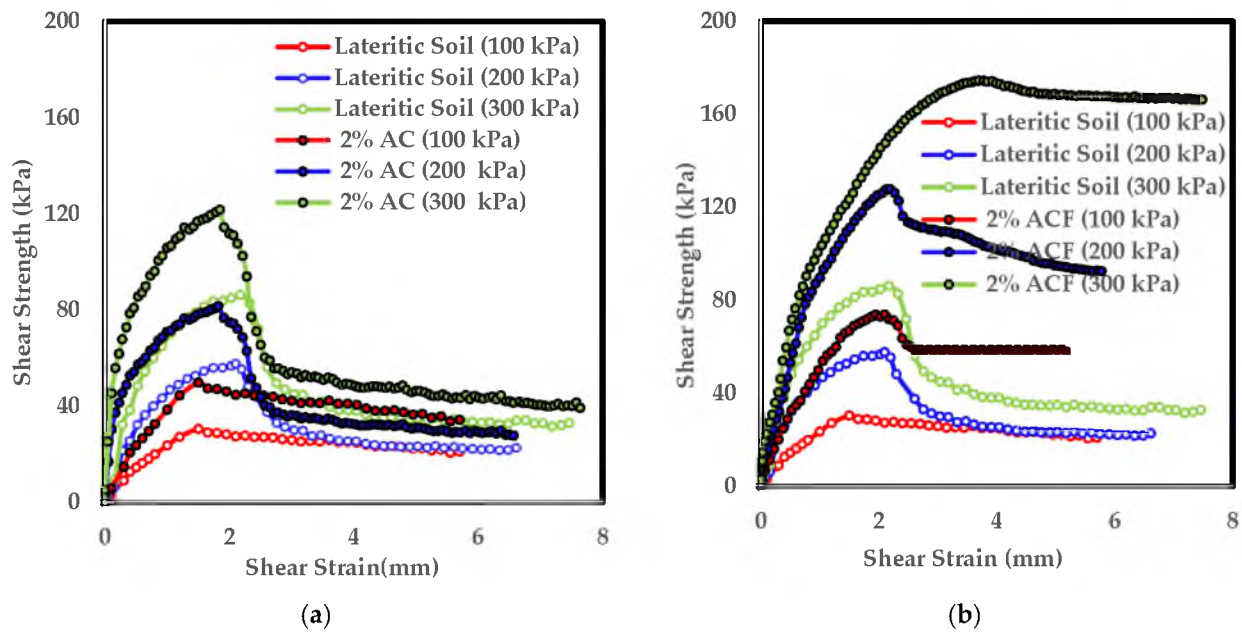 200
160
120
80
40
0
Shear Strength (kPa)
Lateritic Soil (100 kPa)
Lateritic Soil (200 kPa)
Lateritic Soil (300 kPa)
2% AC (100 kPa)
2% AC (200 kPa)
2% AC (300 kPa)
0 2 4 6 8
Shear Strain(mm)
(a)
200
160
120
80
40
0
Shear Strength (kPa)
Lateritic Soil (100 kPa)
Lateritic Soil (200 kPa)
Lateritic Soil (300 kPa)
2% ACF (100 kPa)
2% ACF (200 kPa)
2% ACF (300 kPa)
0 2 4 6 8
Shear Strain (mm)
(b)